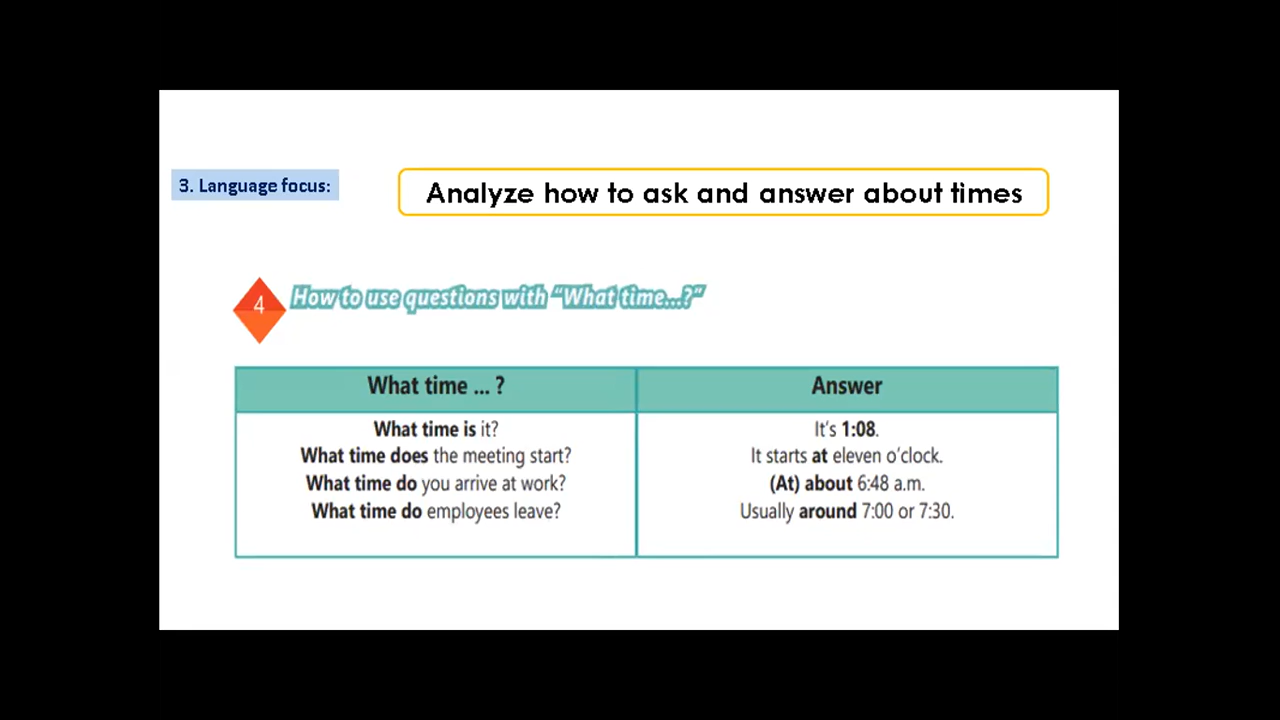 3. Language focus:
Analyze how to ask and answer about times
4
How to use questions with “What time...?”
What time ... ?
Answer
What time is it?
It's 1:08.
What time does the meeting start?
It starts at eleven o'clock.
What time do you arrive at work?
(At) about 6:48 a.m.
What time do employees leave?
Usually around 7:00 or 7:30.